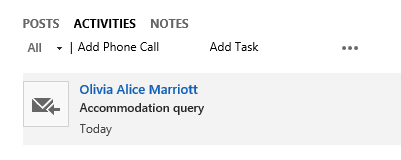 POSTS ACTIVITIES NOTES
All | Add Phone Call Add Task ...
Olivia Alice Marriott
Accommodation query
Today